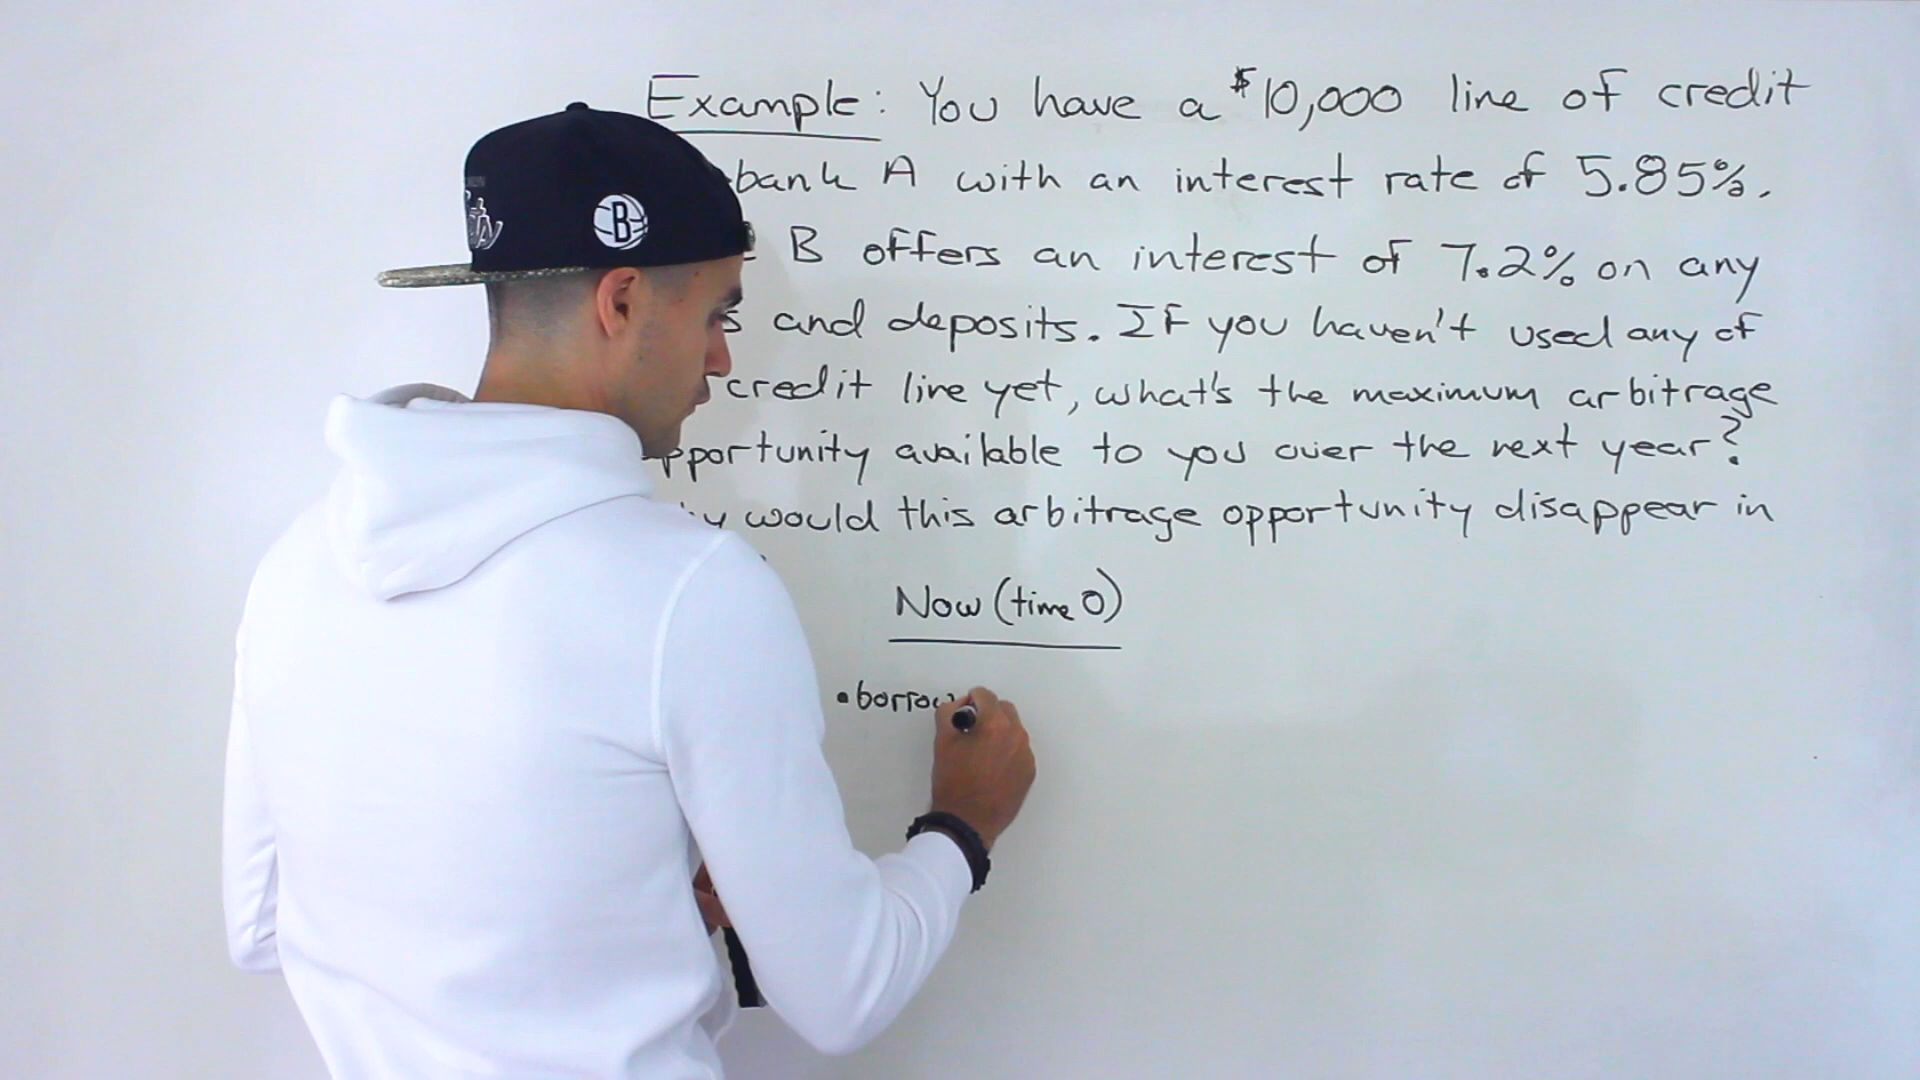 Example: You have a $10,000 line of credit
bank A with an interest rate of 5.85%.
B offers an interest of 7.2% on any
and deposits. If you haven't used any of
credit line yet, what's the maximum arbitrage
pportunity available to you over the next year?
would this arbitrage opportunity disappear in
Now (time 0)
• borrow
B